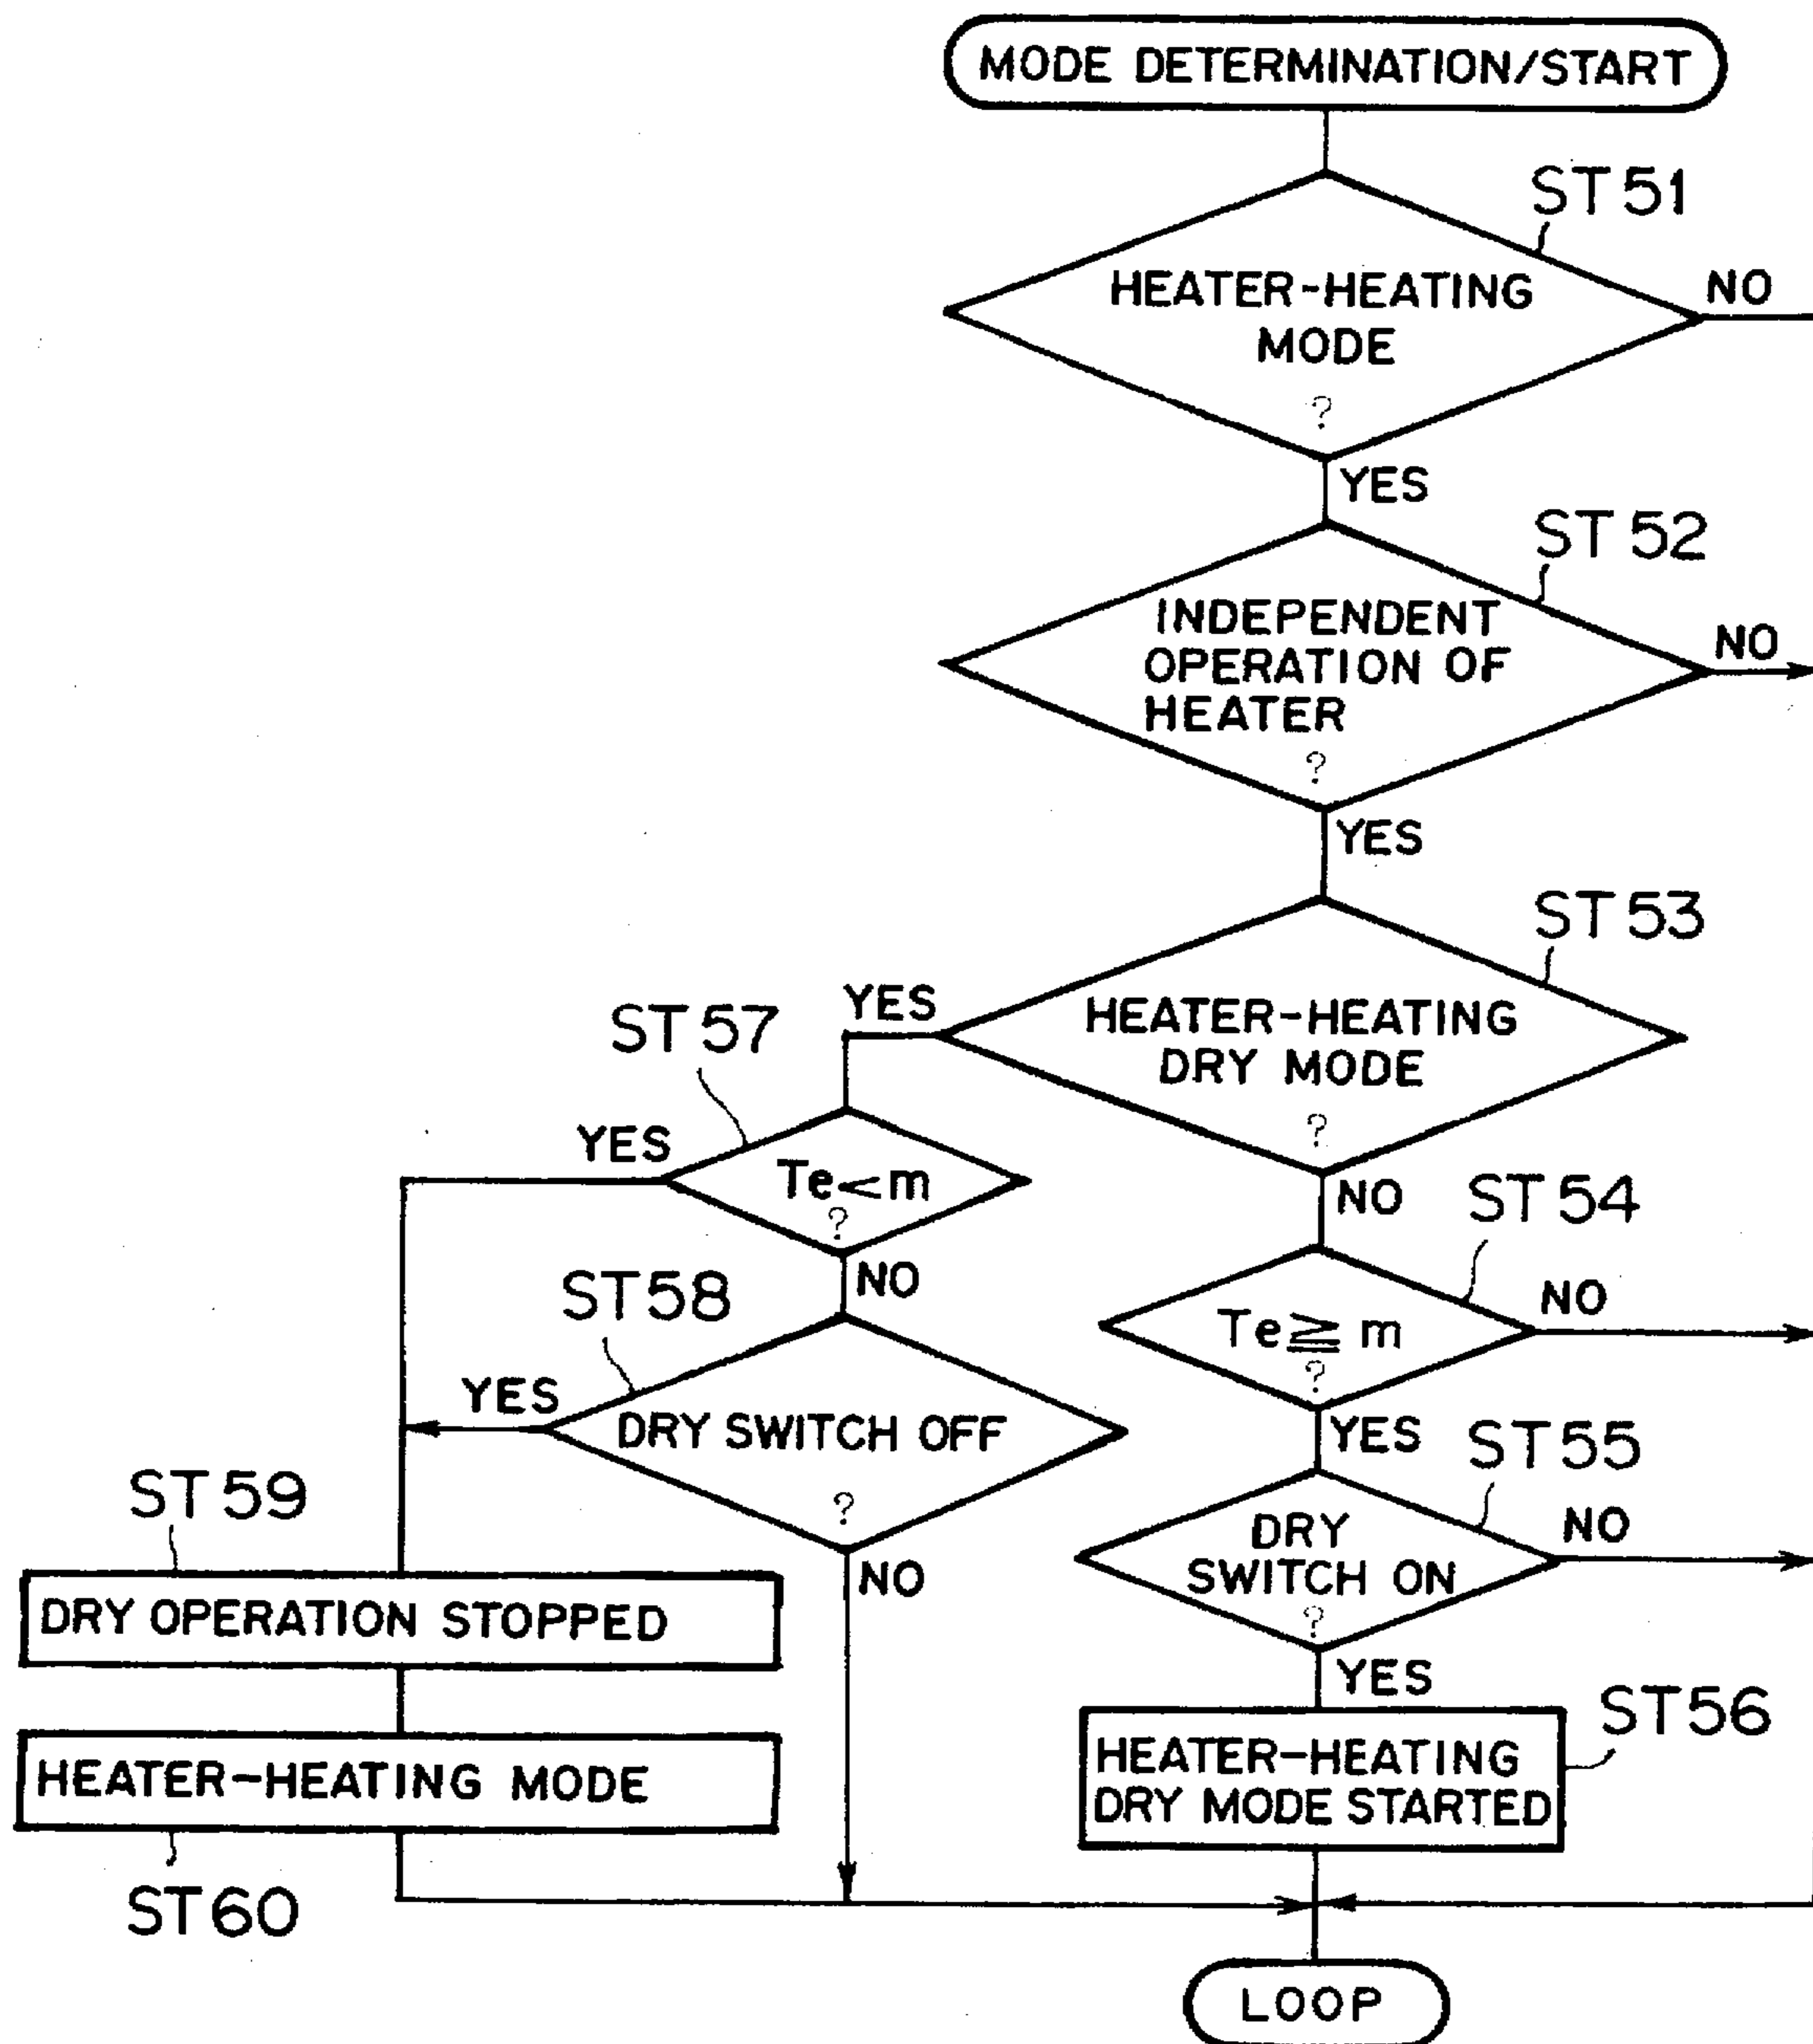 MODE DETERMINATION/START
ST51
HEATER-HEATING
MODE
?
NO
YES
ST52
INDEPENDENT
OPERATION OF
HEATER
?
NO
YES
ST53
HEATER-HEATING
DRY MODE
?
YES
NO
ST57
Te<m
?
YES
NO
ST54
Te≧m
?
NO
YES
ST58
DRY SWITCH OFF
?
YES
NO
ST55
DRY
SWITCH ON
?
NO
YES
ST59
DRY OPERATION STOPPED
HEATER-HEATING MODE
ST60
ST56
HEATER-HEATING
DRY MODE STARTED
LOOP